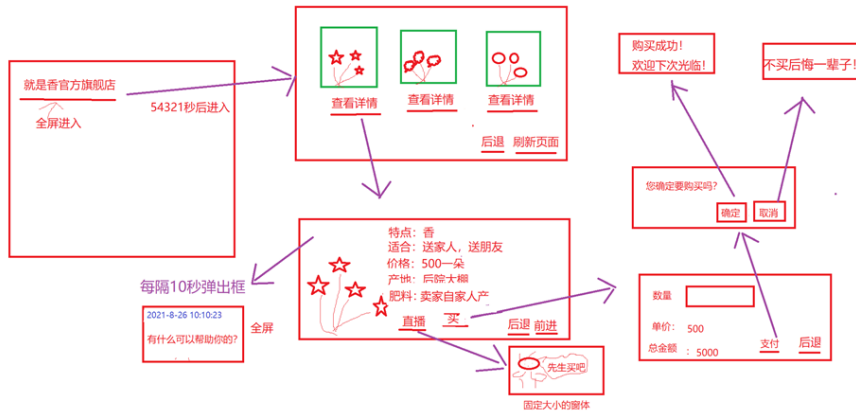 就是香官方旗舰店
全屏进入
54321秒后进入
查看详情
查看详情
查看详情
后退
刷新页面
购买成功！
欢迎下次光临！
不买后悔一辈子！
您确定要购买吗？
确定
取消
特点：香
适合：送家人，送朋友
价格：500一朵
产地：后院大棚
肥料：卖家自家人产
直播
买
后退
前进
每隔10秒弹出框
2021-8-26 10:10:23
有什么可以帮助你的？
全屏
先生买吧
固定大小的窗体
数量
单价： 500
总金额 ：5000
支付
后退